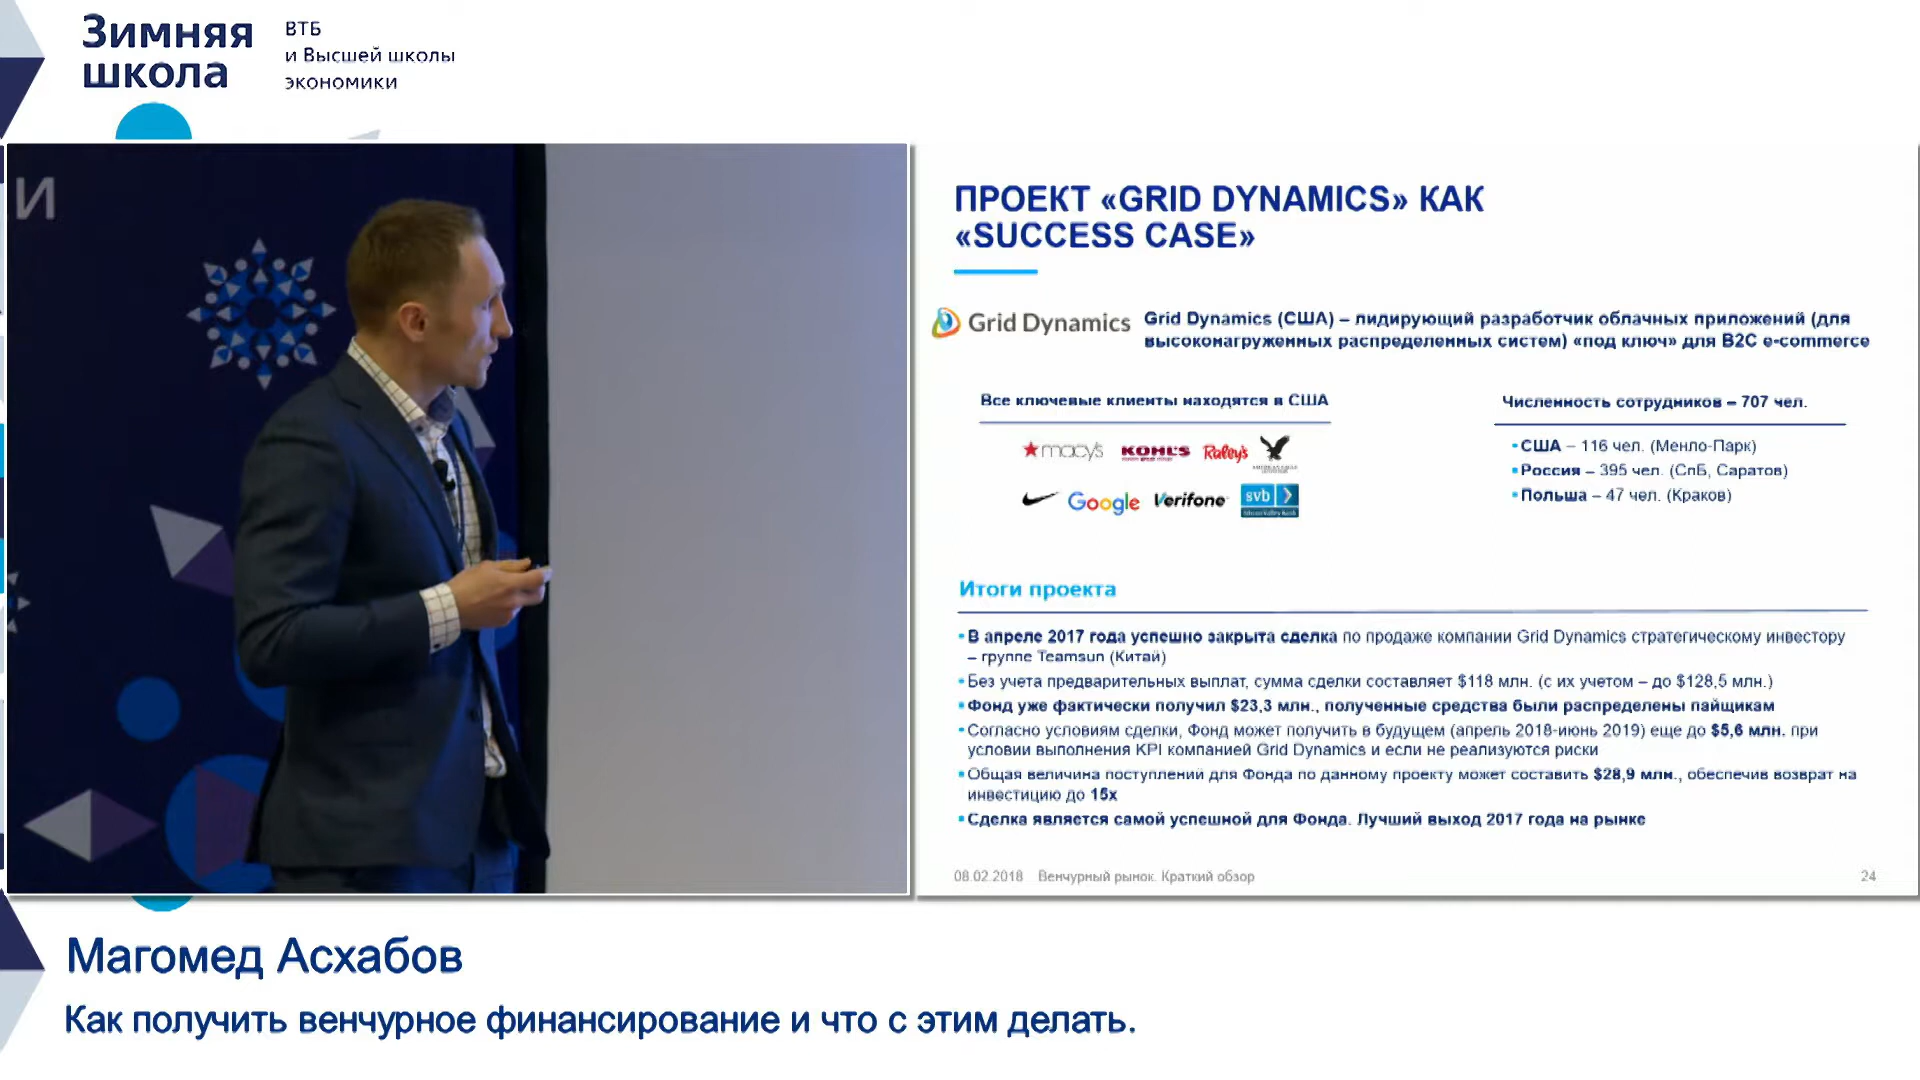 Зимняя
школа
ВТБ
и Высшей школы
экономики
И
ПРОЕКТ «GRID DYNAMICS» КАК
«SUCCESS CASE»
Grid Dynamics
Grid Dynamics (США) – лидирующий разработчик облачных приложений (для
высоконагруженных распределенных систем) «под ключ» для B2C e-commerce
Все ключевые клиенты находятся в США
macy's KOHL'S Raley's
Google Verifone svb
Численность сотрудников – 707 чел.
США – 116 чел. (Менло-Парк)
Россия – 395 чел. (СпБ, Саратов)
Польша – 47 чел. (Краков)
Итоги проекта
В апреле 2017 года успешно закрыта сделка по продаже компании Grid Dynamics стратегическому инвестору
– группе Teamsun (Китай)
Без учета предварительных выплат, сумма сделки составляет $118 млн. (с их учетом – до $128,5 млн.)
Фонд уже фактически получил $23,3 млн., полученные средства были распределены пайщикам
Согласно условиям сделки, Фонд может получить в будущем (апрель 2018-июнь 2019) еще до $5,6 млн. при
условии выполнения KPI компанией Grid Dynamics и если не реализуются риски
Общая величина поступлений для Фонда по данному проекту может составить $28,9 млн., обеспечив возврат на
инвестицию до 15x
Сделка является самой успешной для Фонда. Лучший выход 2017 года на рынке
08.02.2018 Венчурный рынок. Краткий обзор 24
Магомед Асхабов
Как получить венчурное финансирование и что с этим делать.